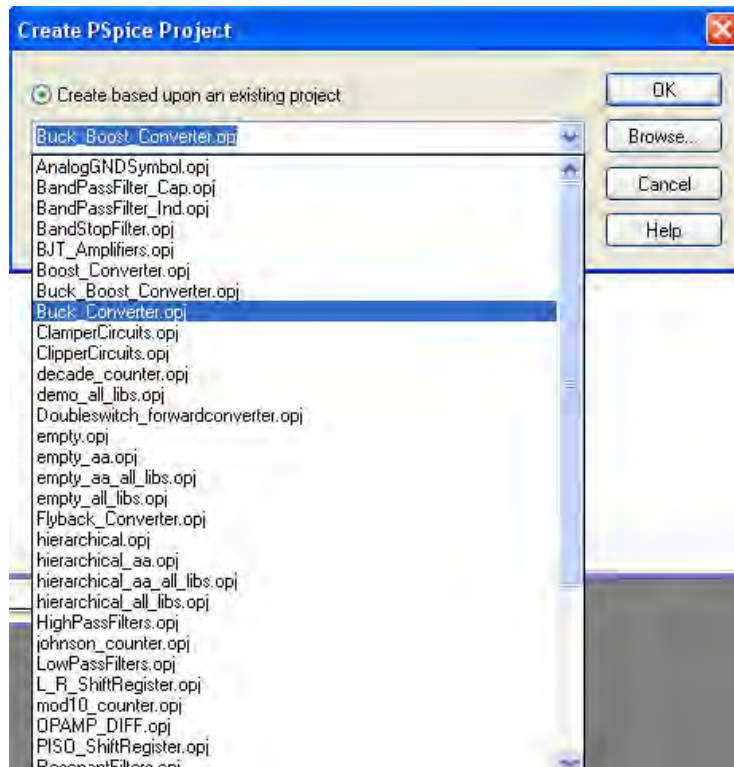 Create PSpice Project
Create based upon an existing project
OK
Buck_Boost_Converter.opj
Browse...
Cancel
Help
AnalogGNDSymbol.opj
BandPassFilter_Cap.opj
BandPassFilter_Ind.opj
BandStopFilter.opj
BJT_Amplifiers.opj
Boost_Converter.opj
Buck_Boost_Converter.opj
Buck_Converter.opj
ClamperCircuits.opj
ClipperCircuits.opj
decade_counter.opj
demo_all_libs.opj
Doubleswitch_forwardconverter.opj
empty.opj
empty_aa.opj
empty_aa_all_libs.opj
empty_all_libs.opj
Flyback_Converter.opj
hierarchical.opj
hierarchical_aa.opj
hierarchical_aa_all_libs.opj
hierarchical_all_libs.opj
HighPassFilters.opj
johnson_counter.opj
LowPassFilters.opj
L_R_ShiftRegister.opj
mod10_counter.opj
OPAMP_DIFF.opj
PISO_ShiftRegister.opj
ResonantFilters.opj